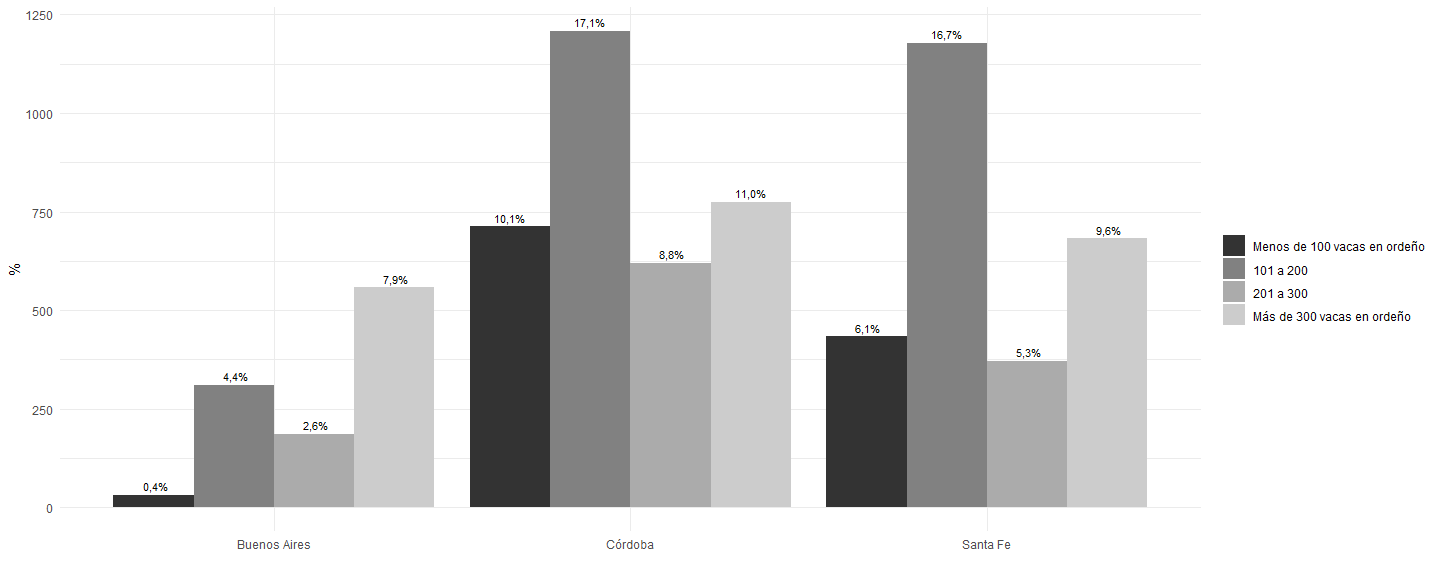 1250
1000
750
500
250
0
%
0,4%
4,4%
2,6%
7,9%
10,1%
17,1%
8,8%
11,0%
6,1%
16,7%
5,3%
9,6%
Buenos Aires
Córdoba
Santa Fe
Menos de 100 vacas en ordeño
101 a 200
201 a 300
Más de 300 vacas en ordeño